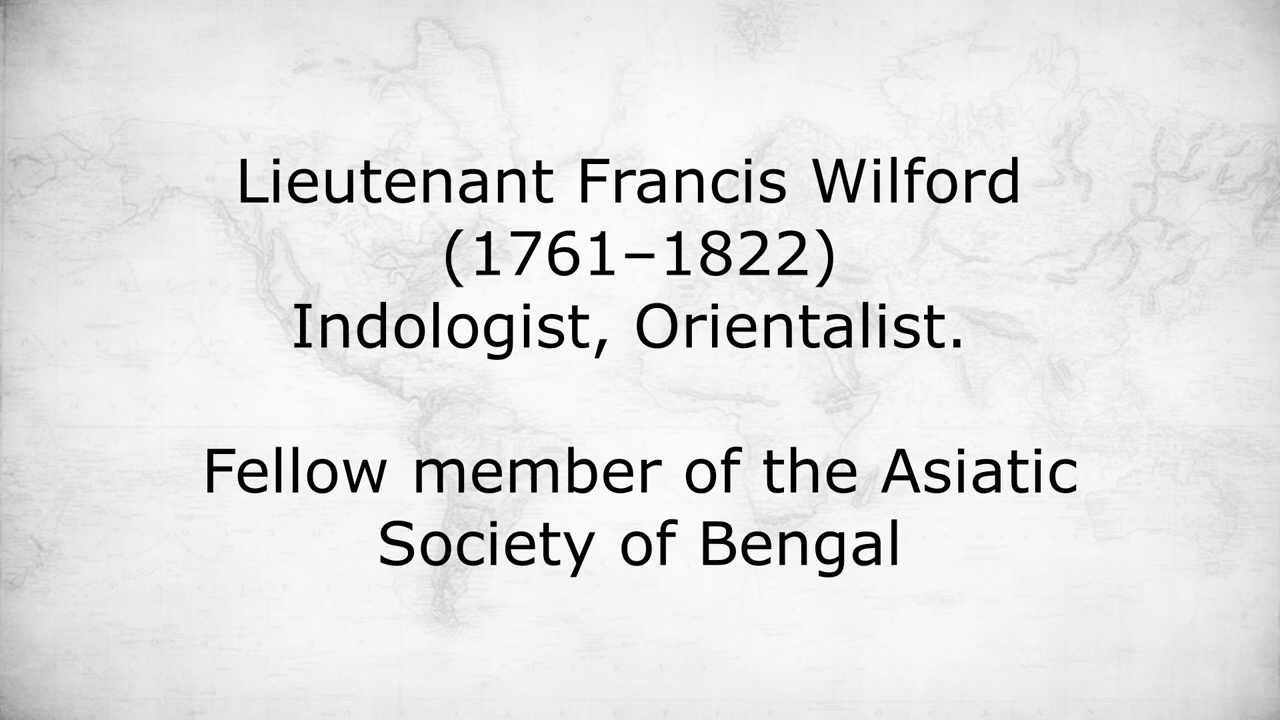 Lieutenant Francis Wilford
(1761–1822)
Indologist, Orientalist.
Fellow member of the Asiatic
Society of Bengal